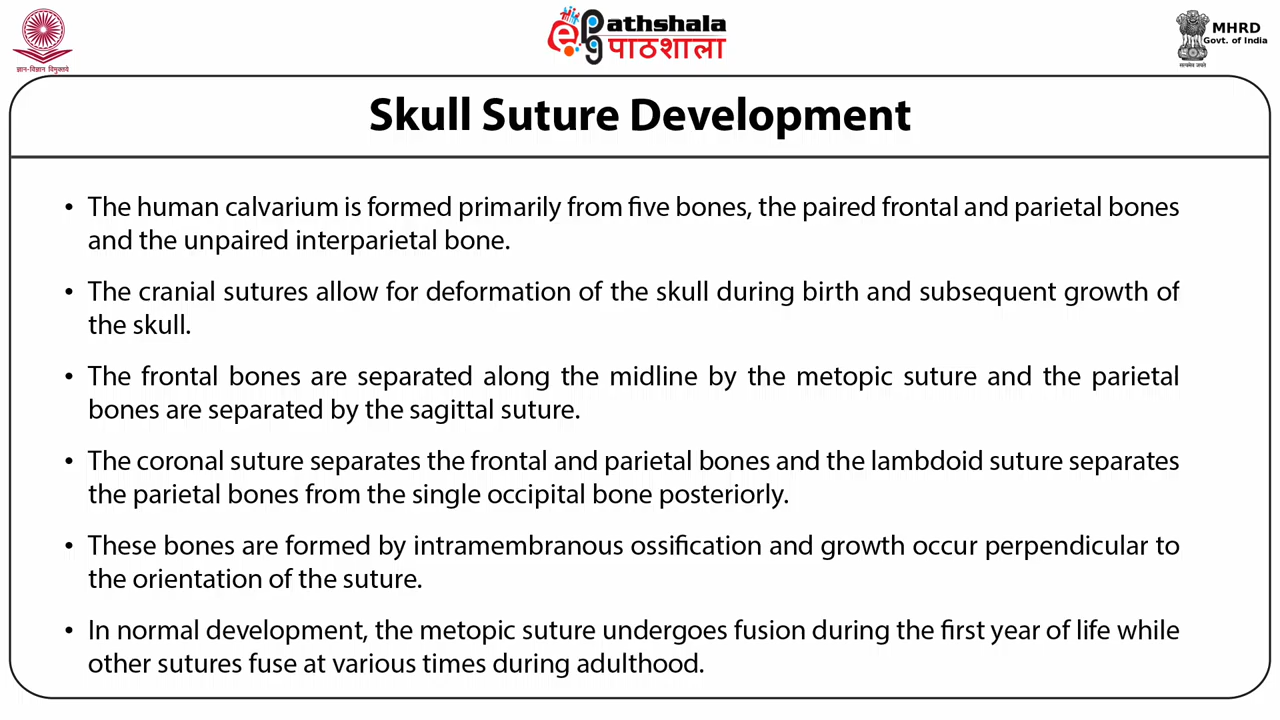 ज्ञान-विज्ञान विमुक्तये
ePG athshala
पाठशाला
MHRD
Govt. of India
सत्यमेव जयते
Skull Suture Development
• The human calvarium is formed primarily from five bones, the paired frontal and parietal bones
and the unpaired interparietal bone.
• The cranial sutures allow for deformation of the skull during birth and subsequent growth of
the skull.
• The frontal bones are separated along the midline by the metopic suture and the parietal
bones are separated by the sagittal suture.
• The coronal suture separates the frontal and parietal bones and the lambdoid suture separates
the parietal bones from the single occipital bone posteriorly.
• These bones are formed by intramembranous ossification and growth occur perpendicular to
the orientation of the suture.
• In normal development, the metopic suture undergoes fusion during the first year of life while
other sutures fuse at various times during adulthood.